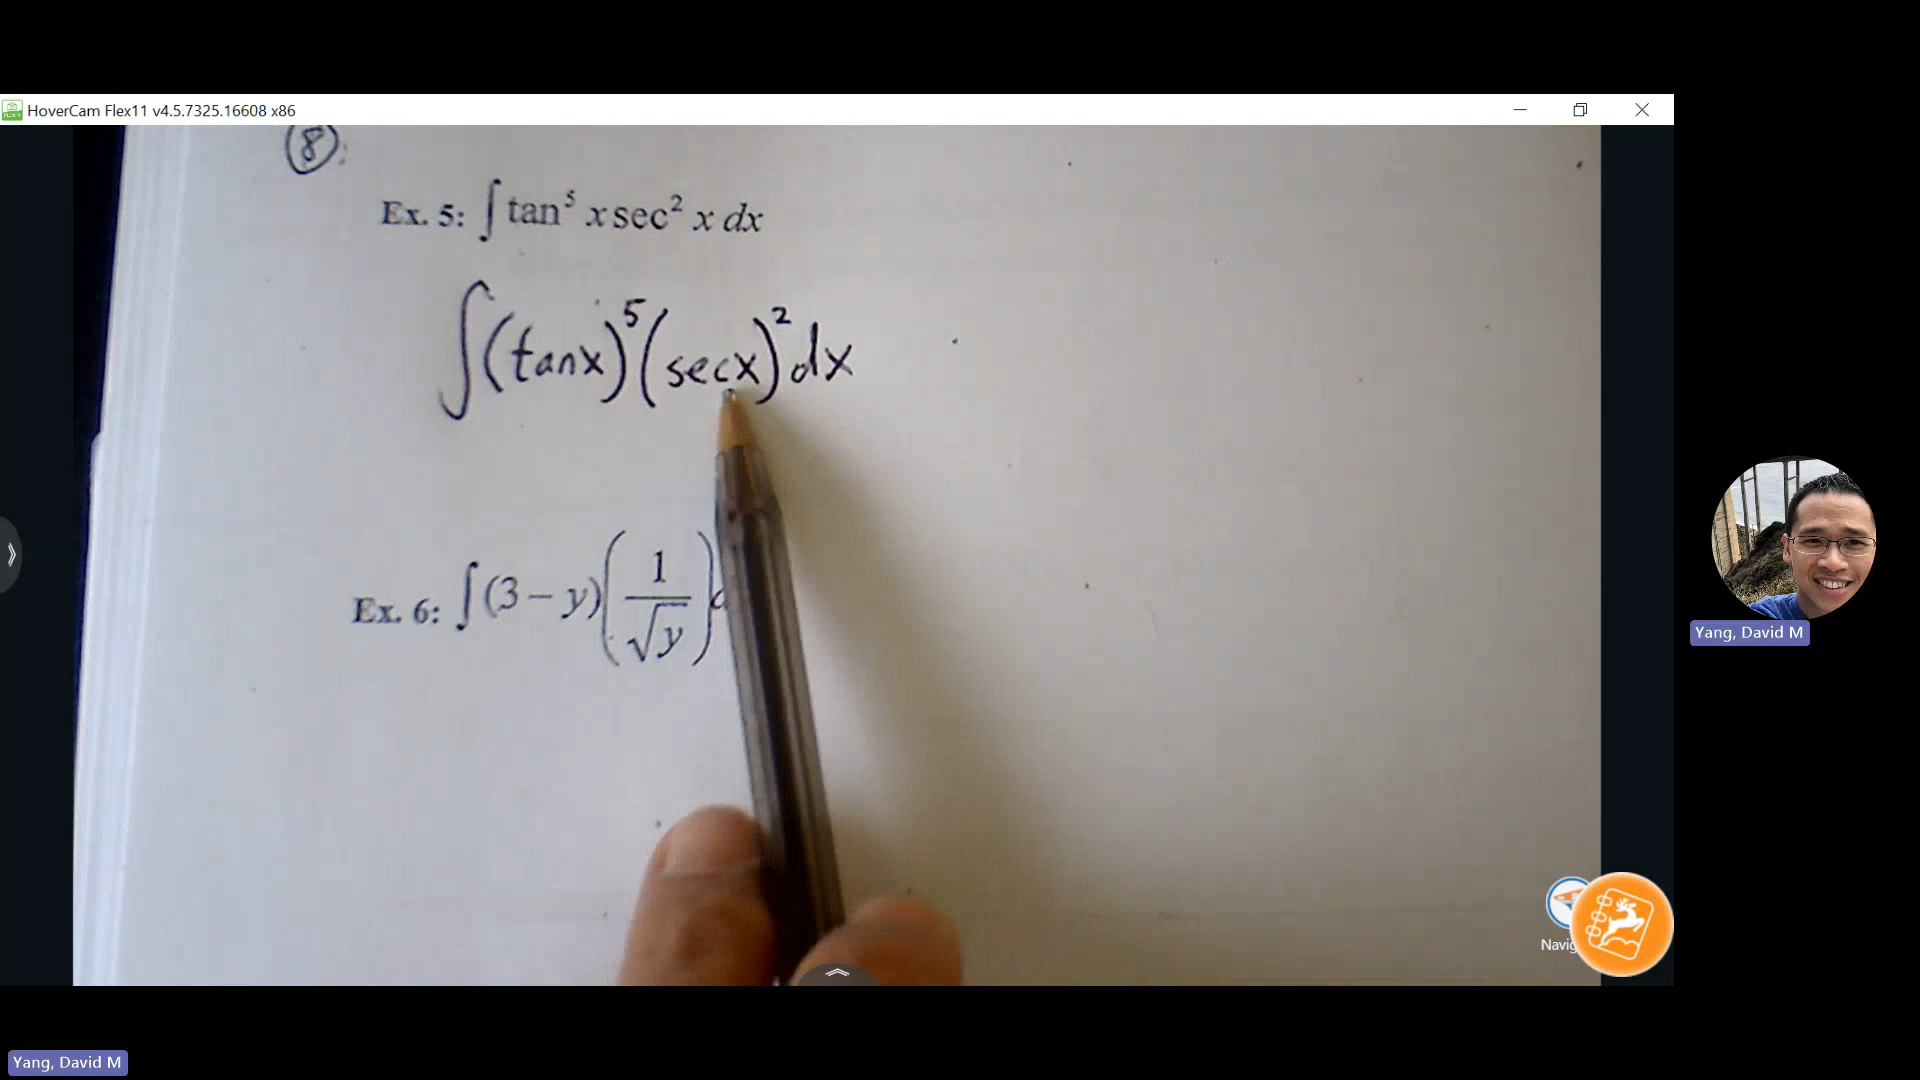 HoverCam Flex11 v4.5.7325.16608 x86
8
Ex. 5: ∫ tan⁵ x sec² x dx
∫(tanx)⁵(secx)²dx
Ex. 6: ∫(3 − y)(1/√y)
Navig
Yang, David M
Yang, David M